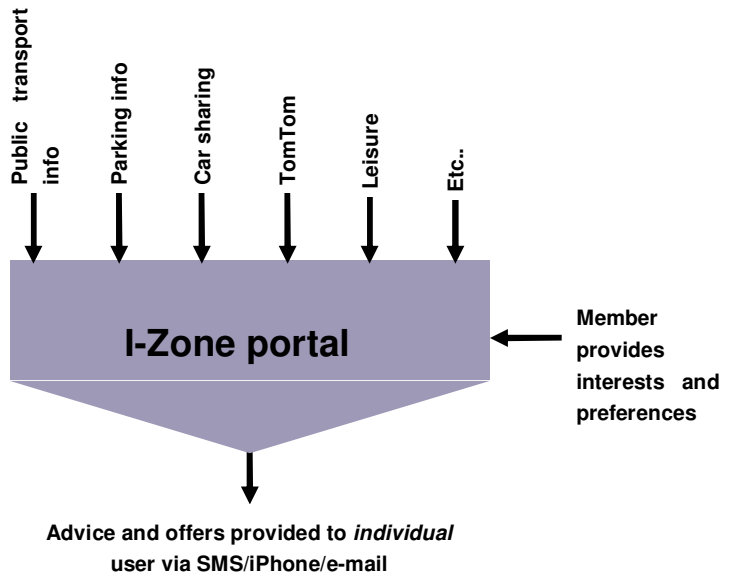 Public transport
info
Parking info
Car sharing
TomTom
Leisure
Etc..
I-Zone portal
Member
provides
interests and
preferences
Advice and offers provided to individual
user via SMS/iPhone/e-mail